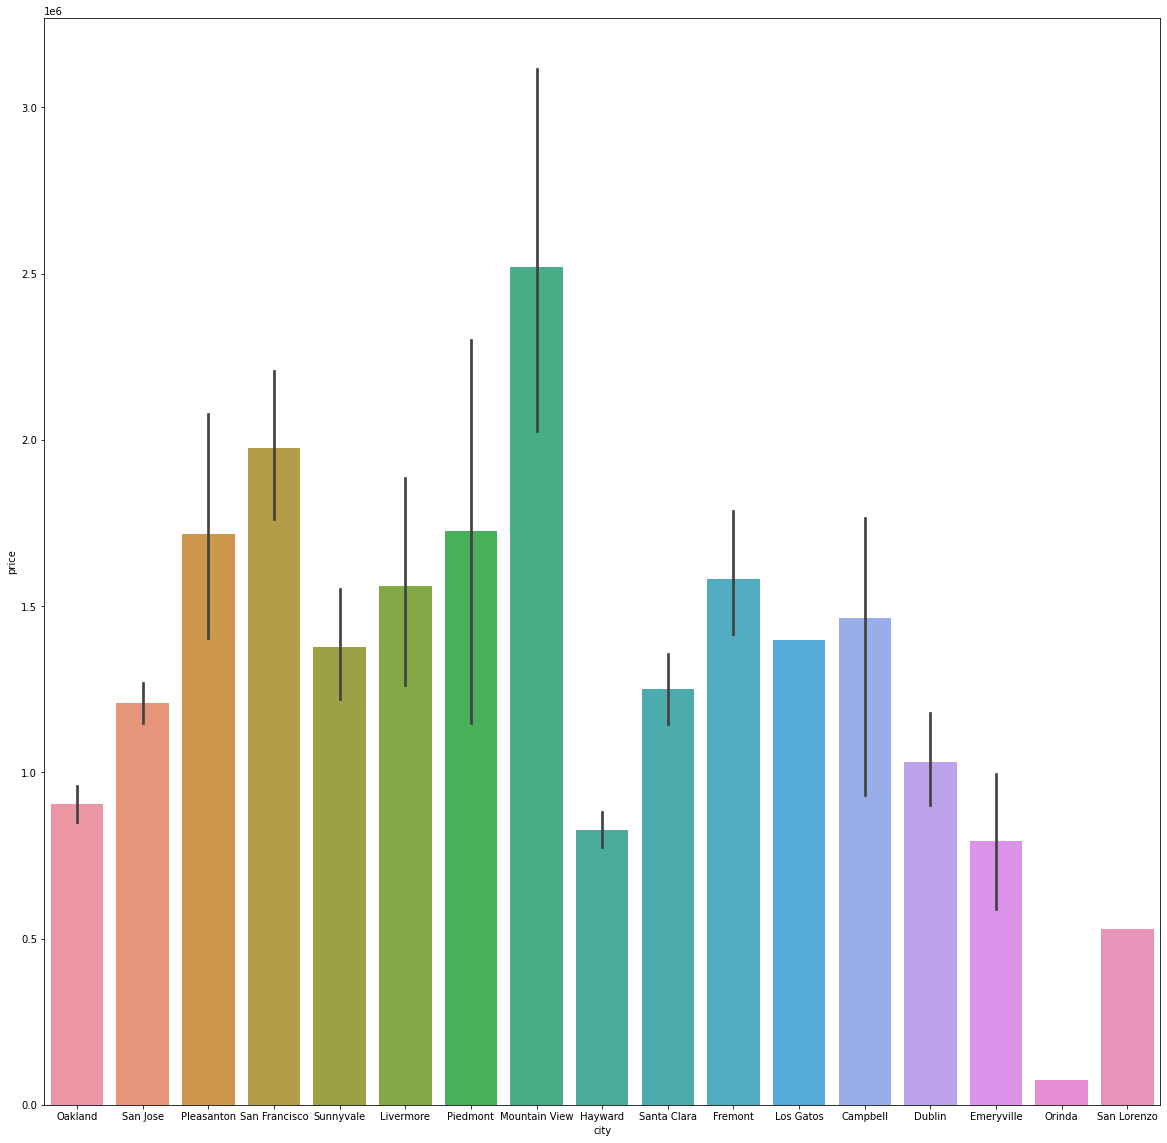 1e6
3.0
2.5
2.0
1.5
1.0
0.5
0.0
price
Oakland San Jose Pleasanton San Francisco Sunnyvale Livermore Piedmont Mountain View Hayward Santa Clara Fremont Los Gatos Campbell Dublin Emeryville Orinda San Lorenzo
city